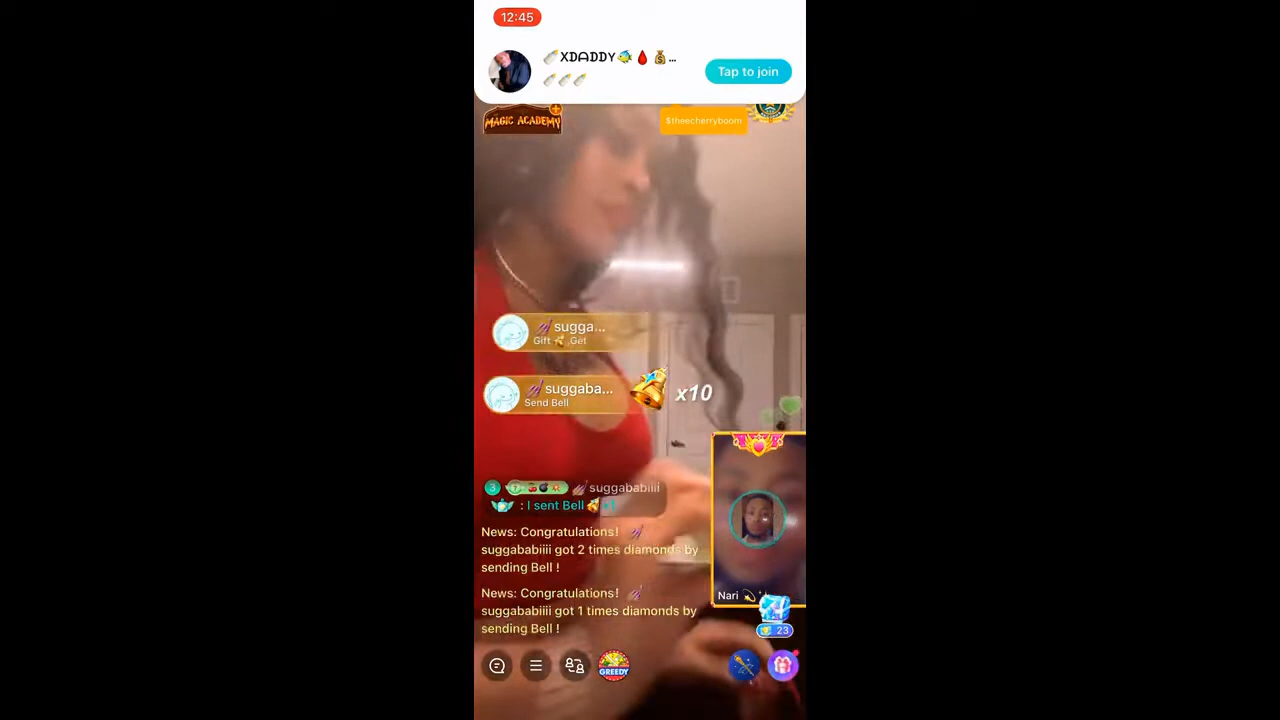 12:45
XDADDY
...
Tap to join
MAGIC ACADEMY
$theecherryboom
sugga...
Gift , Get
suggaba...
Send Bell
x10
3
suggababiiii
: I sent Bell x1
News: Congratulations!
suggababiiii got 2 times diamonds by
sending Bell !
News: Congratulations!
suggababiiii got 1 times diamonds by
sending Bell !
Nari
23
GREEDY